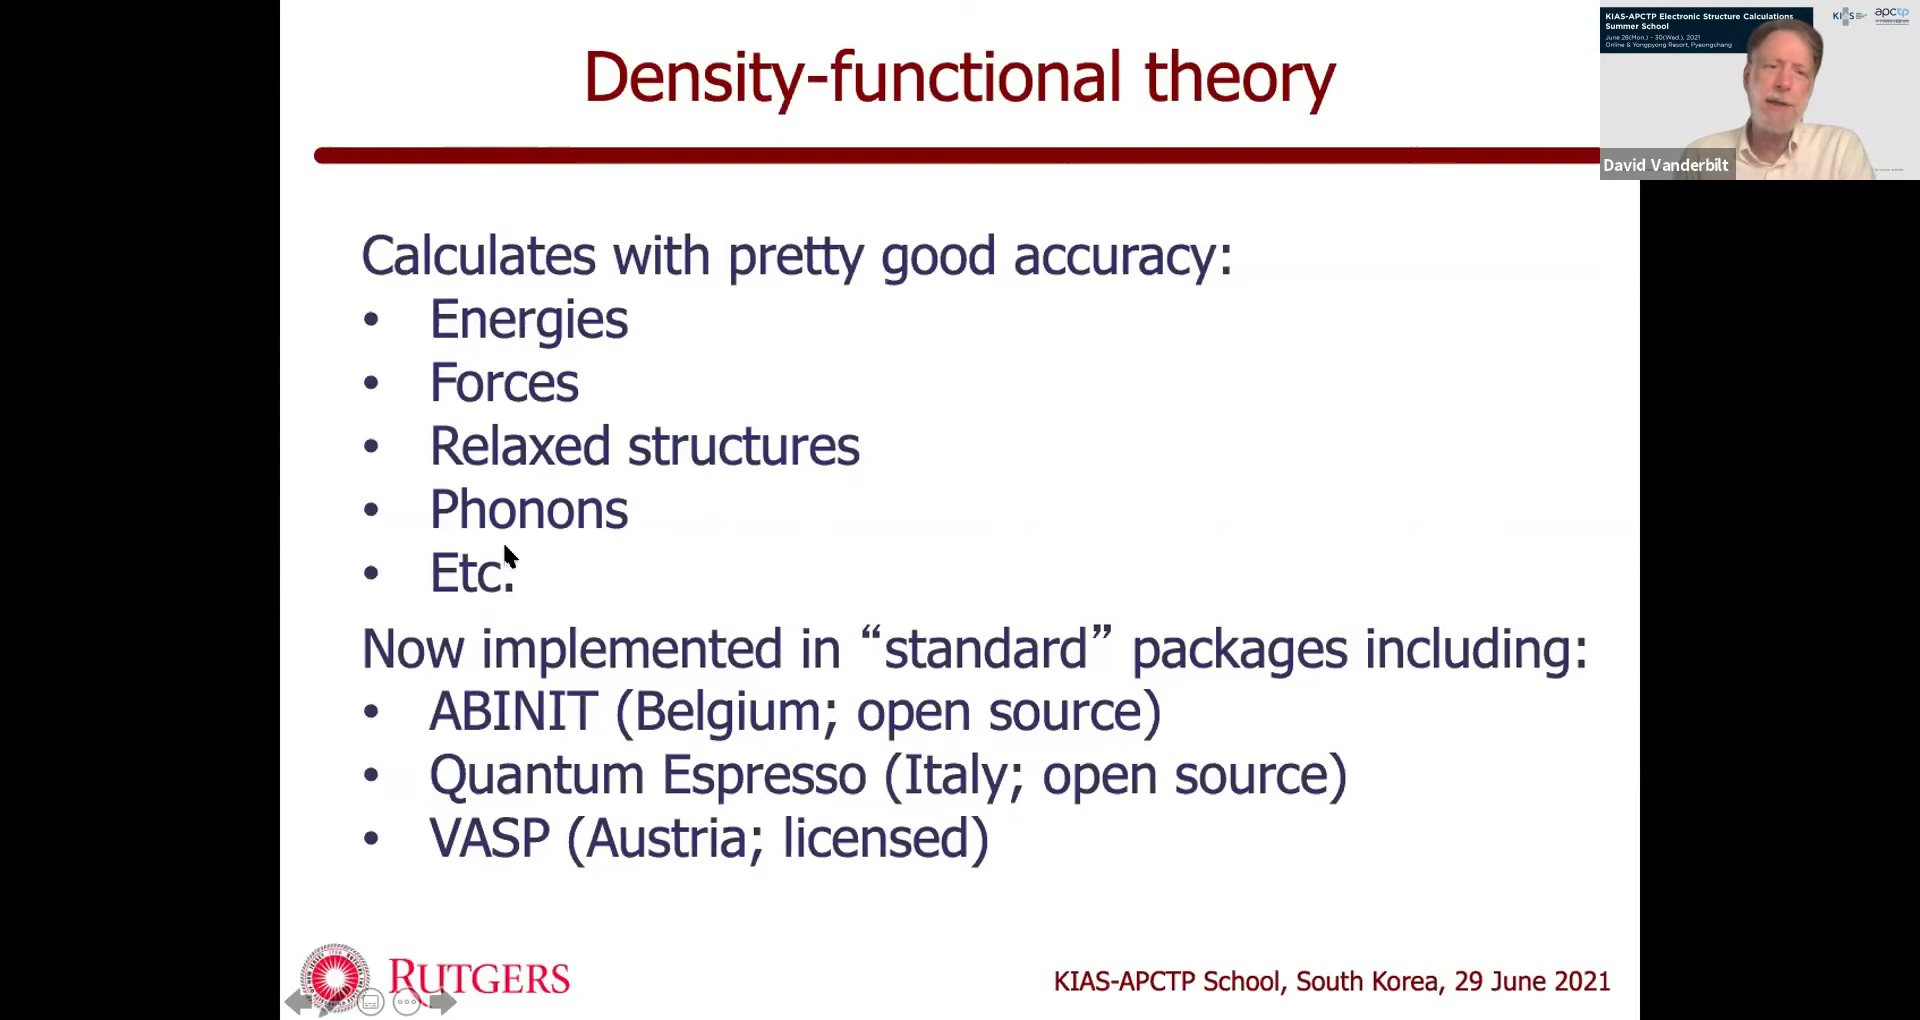 Density-functional theory
KIAS-APCTP Electronic Structure Calculations
Summer School
June 28(Mon.) - 30(Wed.), 2021
Online & Yongpyong Resort, Pyeongchang
KIAS
apctp
David Vanderbilt
Calculates with pretty good accuracy:
• Energies
• Forces
• Relaxed structures
• Phonons
• Etc.
Now implemented in “standard” packages including:
• ABINIT (Belgium; open source)
• Quantum Espresso (Italy; open source)
• VASP (Austria; licensed)
RUTGERS
KIAS-APCTP School, South Korea, 29 June 2021